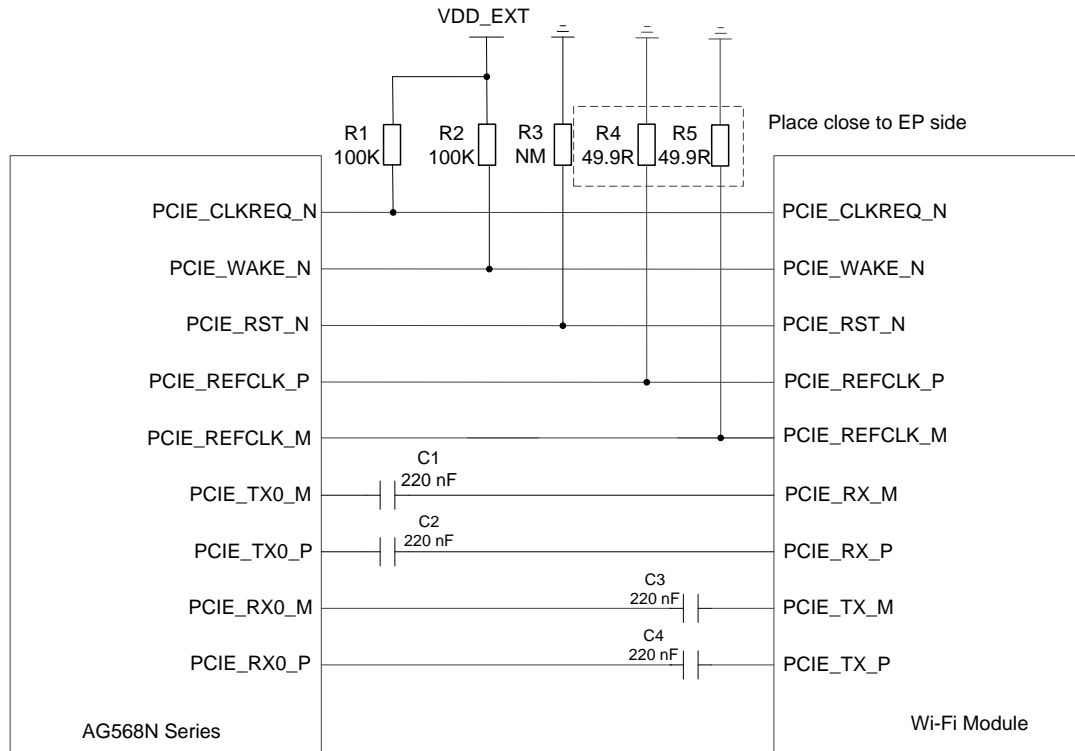 VDD_EXT
Place close to EP side
R1
100K
R2
100K
R3
NM
R4
49.9R
R5
49.9R
PCIE_CLKREQ_N
PCIE_CLKREQ_N
PCIE_WAKE_N
PCIE_WAKE_N
PCIE_RST_N
PCIE_RST_N
PCIE_REFCLK_P
PCIE_REFCLK_P
PCIE_REFCLK_M
PCIE_REFCLK_M
C1
220 nF
PCIE_TX0_M
PCIE_RX_M
C2
220 nF
PCIE_TX0_P
PCIE_RX_P
C3
220 nF
PCIE_RX0_M
PCIE_TX_M
C4
220 nF
PCIE_RX0_P
PCIE_TX_P
AG568N Series
Wi-Fi Module